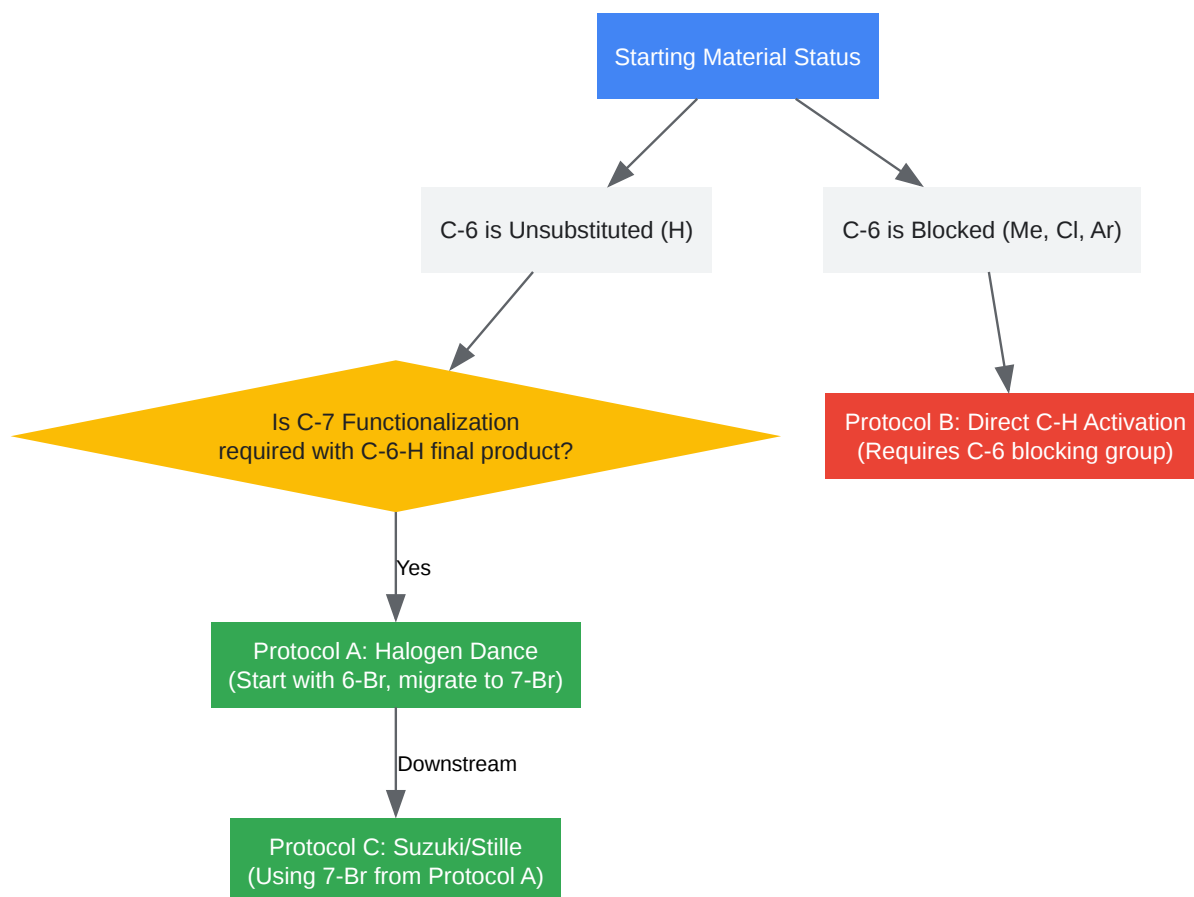 Starting Material Status
C-6 is Unsubstituted (H)
C-6 is Blocked (Me, Cl, Ar)
Is C-7 Functionalization
required with C-6-H final product?
Protocol B: Direct C-H Activation
(Requires C-6 blocking group)
Yes
Protocol A: Halogen Dance
(Start with 6-Br, migrate to 7-Br)
Downstream
Protocol C: Suzuki/Stille
(Using 7-Br from Protocol A)